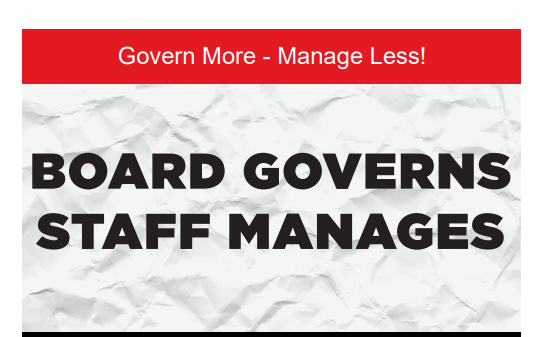 Govern More - Manage Less!
BOARD GOVERNS
STAFF MANAGES